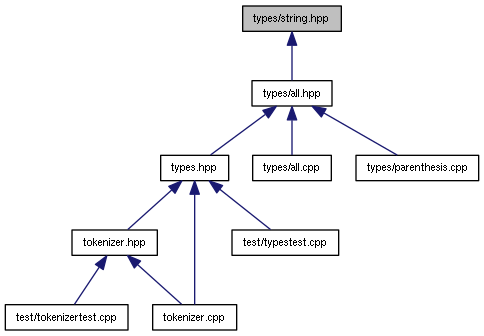 types/string.hpp
types/all.hpp
types.hpp
types/all.cpp
types/parenthesis.cpp
tokenizer.hpp
test/typestest.cpp
test/tokenizertest.cpp
tokenizer.cpp